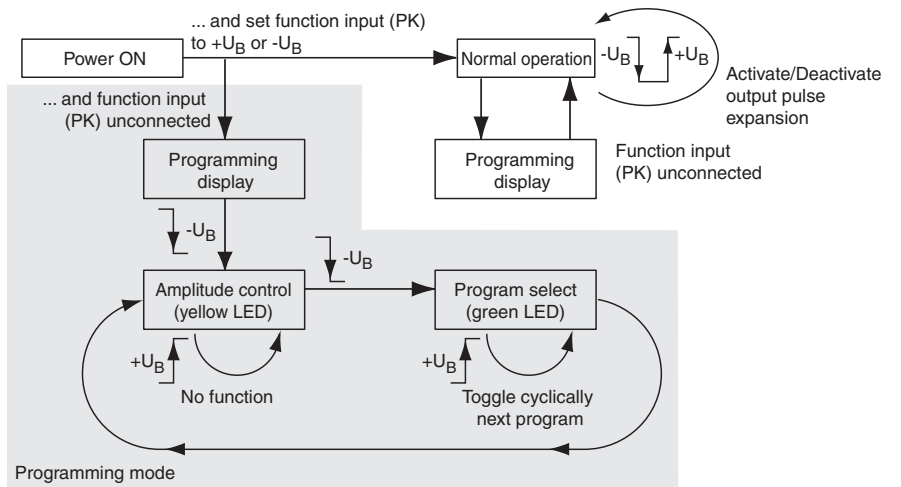 ... and set function input (PK)
to +UB or -UB
Power ON
Normal operation
-UB
+UB
Activate/Deactivate
output pulse
expansion
... and function input
(PK) unconnected
Programming
display
Programming
display
Function input
(PK) unconnected
-UB
-UB
Amplitude control
(yellow LED)
Program select
(green LED)
+UB
No function
+UB
Toggle cyclically
next program
Programming mode